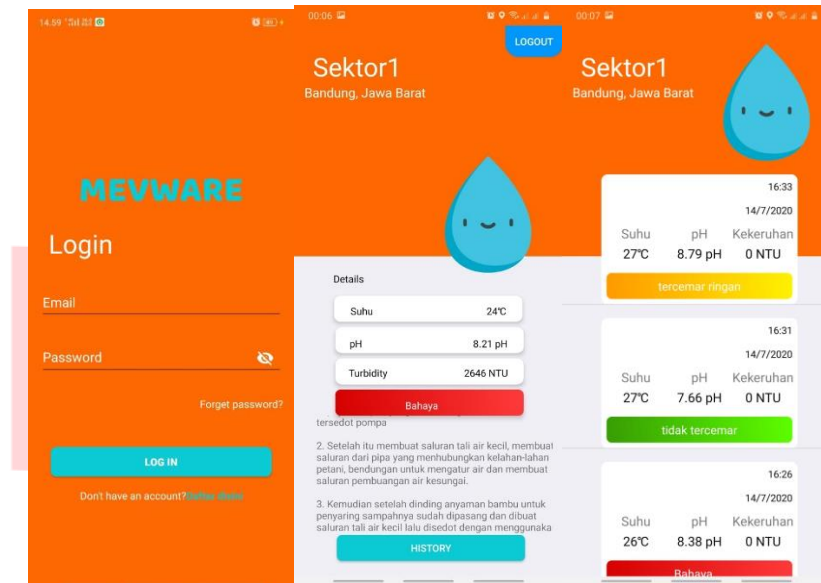 14.59
MEVWARE
Login
Email
Password
Forget password?
LOG IN
Don't have an account?
00:06
LOGOUT
Sektor1
Bandung, Jawa Barat
Details
Suhu 24°C
pH 8.21 pH
Turbidity 2646 NTU
Bahaya
tersedot pompa
2. Setelah itu membuat saluran tali air kecil, membuat
saluran dari pipa yang menhubungkan kelahan-lahan
petani, bendungan untuk mengatur air dan membuat
saluran pembuangan air kesungai.
3. Kemudian setelah dinding anyaman bambu untuk
penyaring sampahnya sudah dipasang dan dibuat
saluran tali air kecil lalu disedot dengan menggunaka
HISTORY
00:07
Sektor1
Bandung, Jawa Barat
16:33
14/7/2020
Suhu pH Kekeruhan
27°C 8.79 pH 0 NTU
tercemar ringan
16:31
14/7/2020
Suhu pH Kekeruhan
27°C 7.66 pH 0 NTU
tidak tercemar
16:26
14/7/2020
Suhu pH Kekeruhan
26°C 8.38 pH 0 NTU
Bahaya